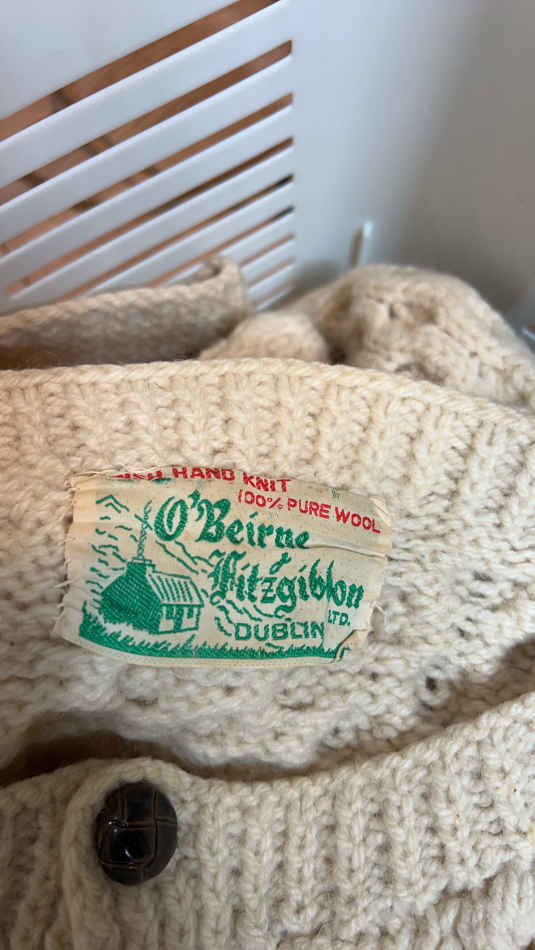 HAND KNIT
100% PURE WOOL
O'Beirne
&
Fitzgibbon
LTD.
DUBLIN